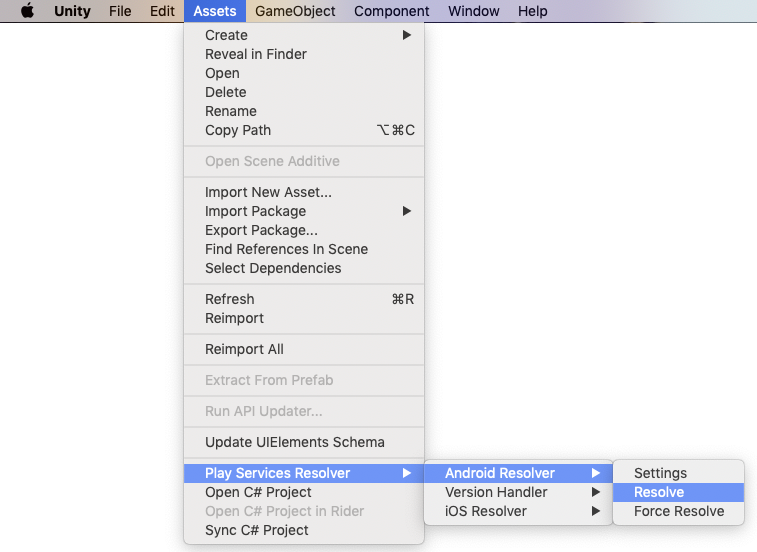 Unity File Edit Assets GameObject Component Window Help
Create
Reveal in Finder
Open
Delete
Rename
Copy Path ⌥⌘C
Open Scene Additive
Import New Asset...
Import Package
Export Package...
Find References In Scene
Select Dependencies
Refresh ⌘R
Reimport
Reimport All
Extract From Prefab
Run API Updater...
Update UIElements Schema
Play Services Resolver
Open C# Project
Open C# Project in Rider
Sync C# Project
Android Resolver
Version Handler
iOS Resolver
Settings
Resolve
Force Resolve